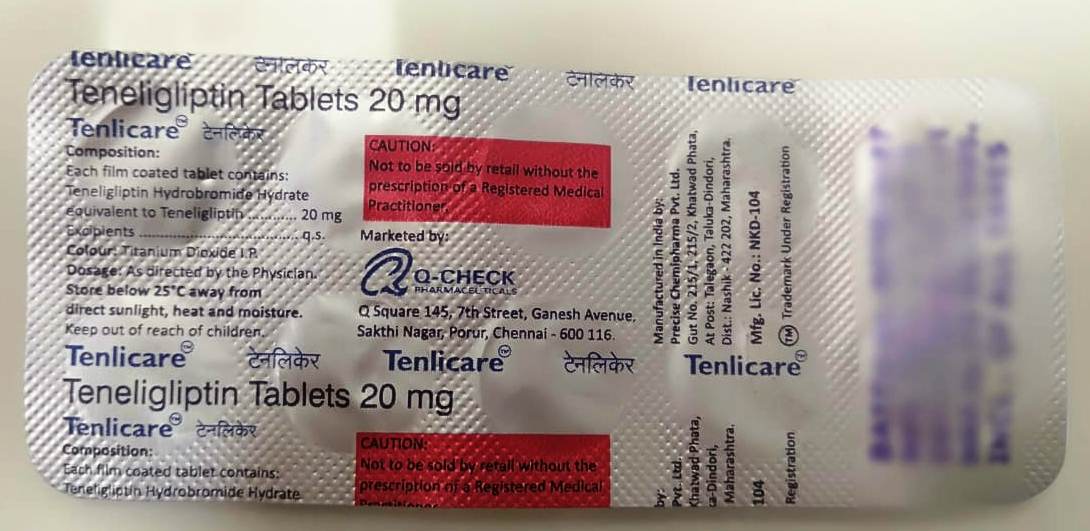 Tenlicare टेनलिकेर Tenlicare टेनलिकेर Tenlicare
Teneligliptin Tablets 20 mg
Tenlicare TM टेनलिकेर
Composition:
Each film coated tablet contains:
Teneligliptin Hydrobromide Hydrate
equivalent to Teneligliptin ............ 20 mg
Excipients ...................................... q.s.
Colour: Titanium Dioxide I.P.
Dosage: As directed by the Physician.
Store below 25°C away from
direct sunlight, heat and moisture.
Keep out of reach of children.
CAUTION:
Not to be sold by retail without the
prescription of a Registered Medical
Practitioner.
Marketed by:
Q-CHECK
PHARMACEUTICALS
Q Square 145, 7th Street, Ganesh Avenue,
Sakthi Nagar, Porur, Chennai - 600 116.
Manufactured in India by:
Precise Chemipharma Pvt. Ltd.
Gut No. 215/1, 215/2, Khatwad Phata,
At Post: Talegaon, Taluka-Dindori,
Dist.: Nashik - 422 202, Maharashtra.
Mfg. Lic. No.: NKD-104
TM Trademark Under Registration
Tenlicare TM टेनलिकेर Tenlicare TM टेनलिकेर Tenlicare TM
Teneligliptin Tablets 20 mg
Tenlicare TM टेनलिकेर
Composition:
Each film coated tablet contains:
Teneligliptin Hydrobromide Hydrate
CAUTION:
Not to be sold by retail without the
prescription of a Registered Medical
Practitioner.
by:
Pvt. Ltd.
Khatwad Phata,
ca-Dindori,
Maharashtra.
104
Registration